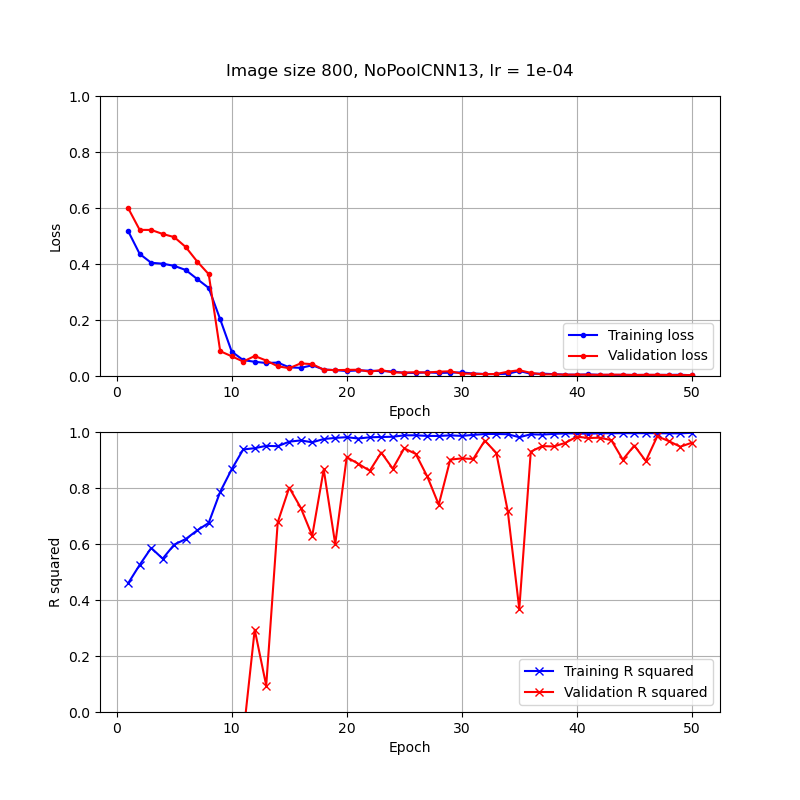 Image size 800, NoPoolCNN13, lr = 1e-04
1.0
0.8
0.6
0.4
0.2
0.0
Loss
Training loss
Validation loss
0 10 20 30 40 50
Epoch
1.0
0.8
0.6
0.4
0.2
0.0
R squared
Training R squared
Validation R squared
0 10 20 30 40 50
Epoch